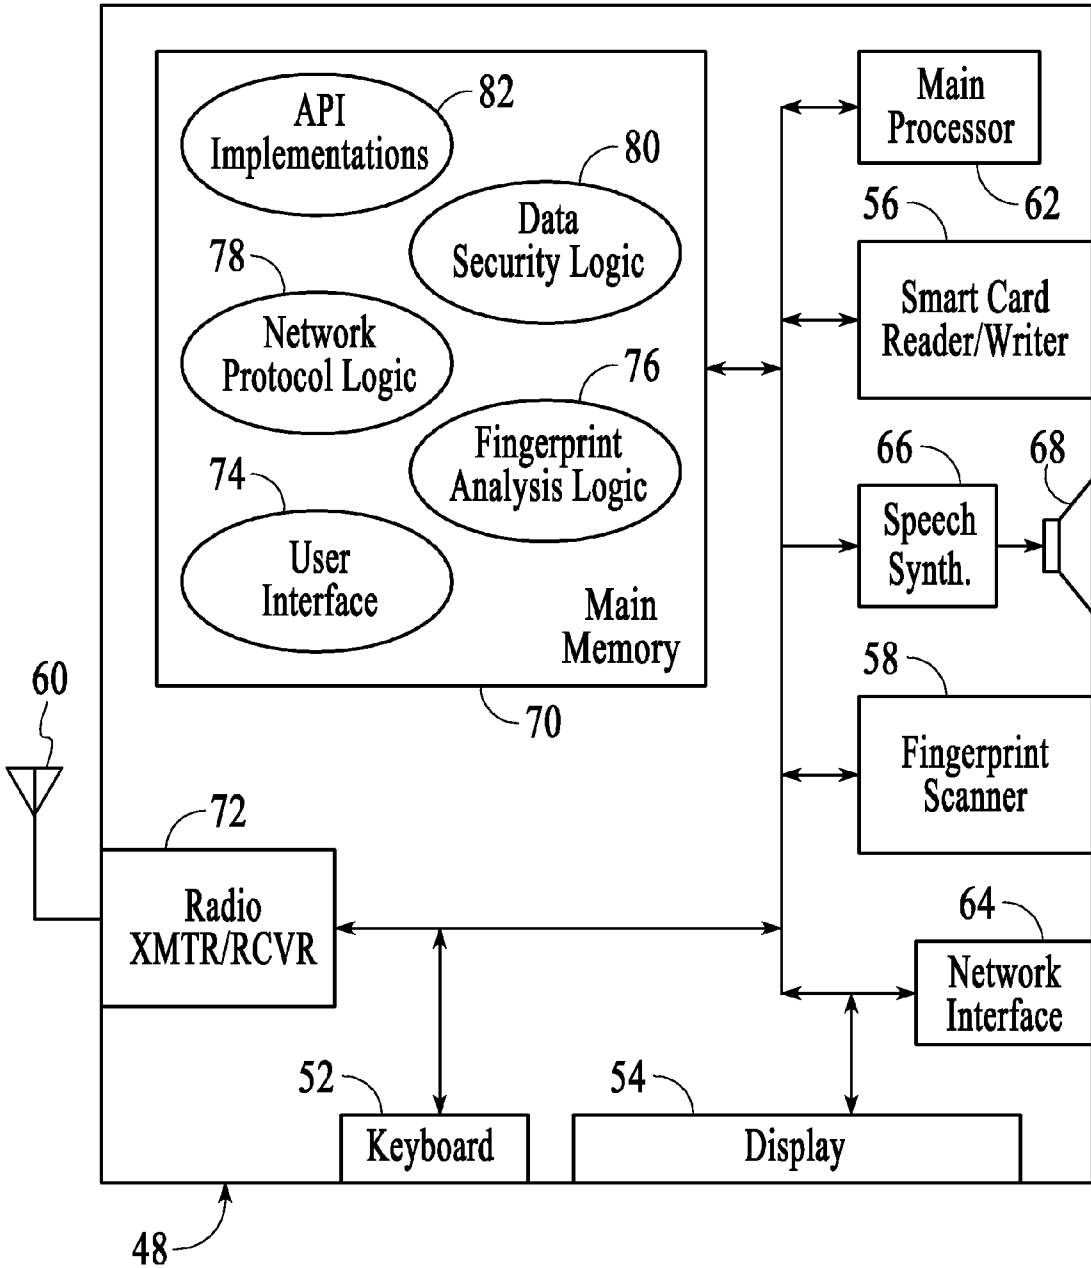 API
Implementations
82
80
Data
Security Logic
78
Network
Protocol Logic
76
Fingerprint
Analysis Logic
74
User
Interface
Main
Memory
70
Main
Processor
62
56
Smart Card
Reader/Writer
66
68
Speech
Synth.
58
Fingerprint
Scanner
60
72
Radio
XMTR/RCVR
64
Network
Interface
52
Keyboard
54
Display
48